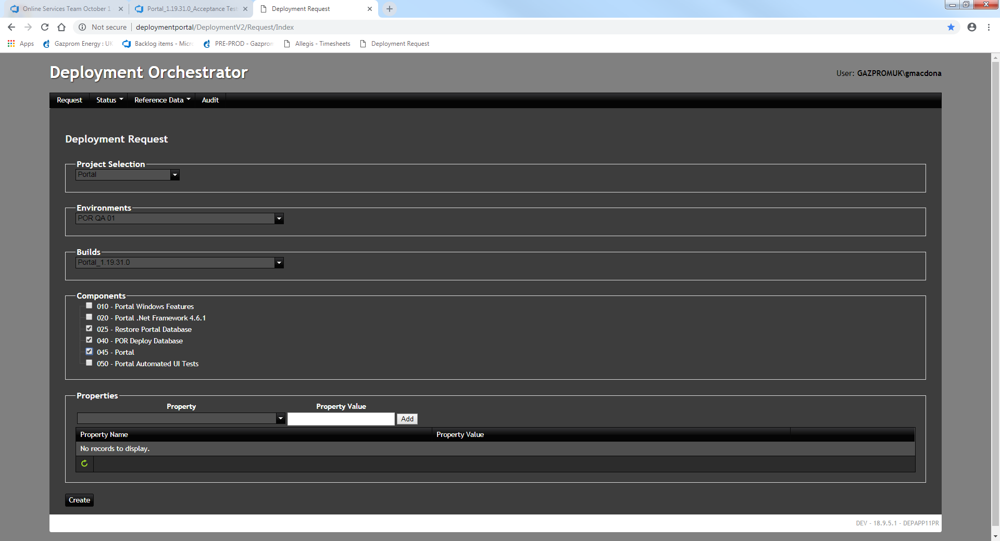 Online Services Team October 1
Portal_1.19.31.0_Acceptance Test
Deployment Request
Not secure
deploymentportal/DeploymentV2/Request/Index
Apps
Gazprom Energy : UK
Backlog items - Micro
PRE-PROD - Gazprom
Allegis - Timesheets
Deployment Request
Deployment Orchestrator
User: GAZPROMUK\gmacdona
Request
Status
Reference Data
Audit
Deployment Request
Project Selection
Portal
Environments
POR QA 01
Builds
Portal_1.19.31.0
Components
010 - Portal Windows Features
020 - Portal .Net Framework 4.6.1
025 - Restore Portal Database
040 - POR Deploy Database
045 - Portal
050 - Portal Automated UI Tests
Properties
Property
Property Value
Add
Property Name
Property Value
No records to display.
Create
DEV - 18.9.5.1 - DEPAPP11PR